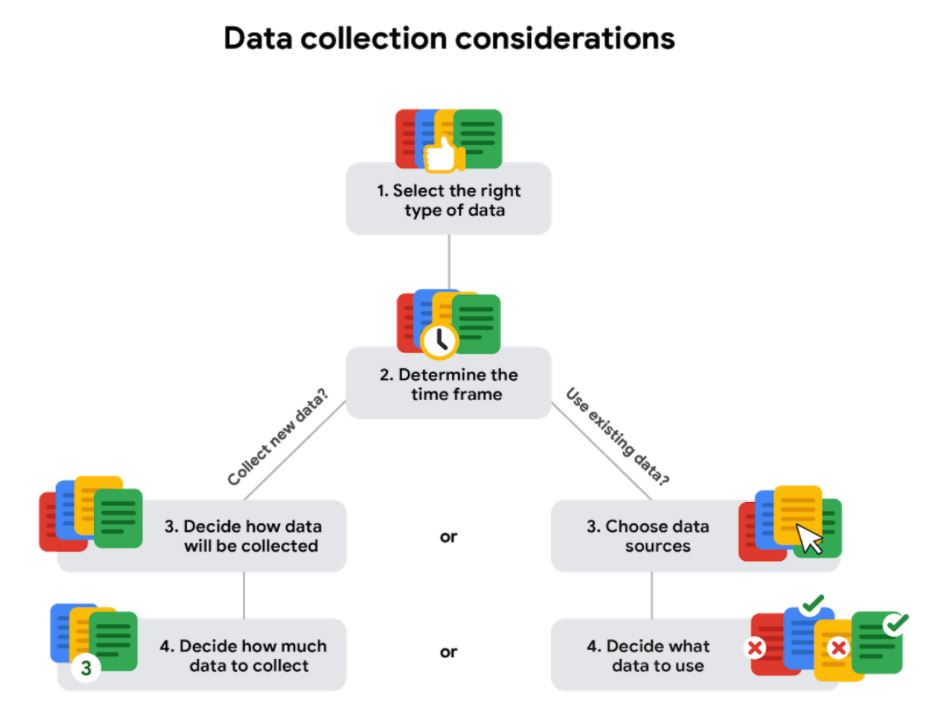 Data collection considerations
1. Select the right
type of data
2. Determine the
time frame
Collect new data?
Use existing data?
3. Decide how data
will be collected
or
3. Choose data
sources
4. Decide how much
data to collect
3
or
4. Decide what
data to use